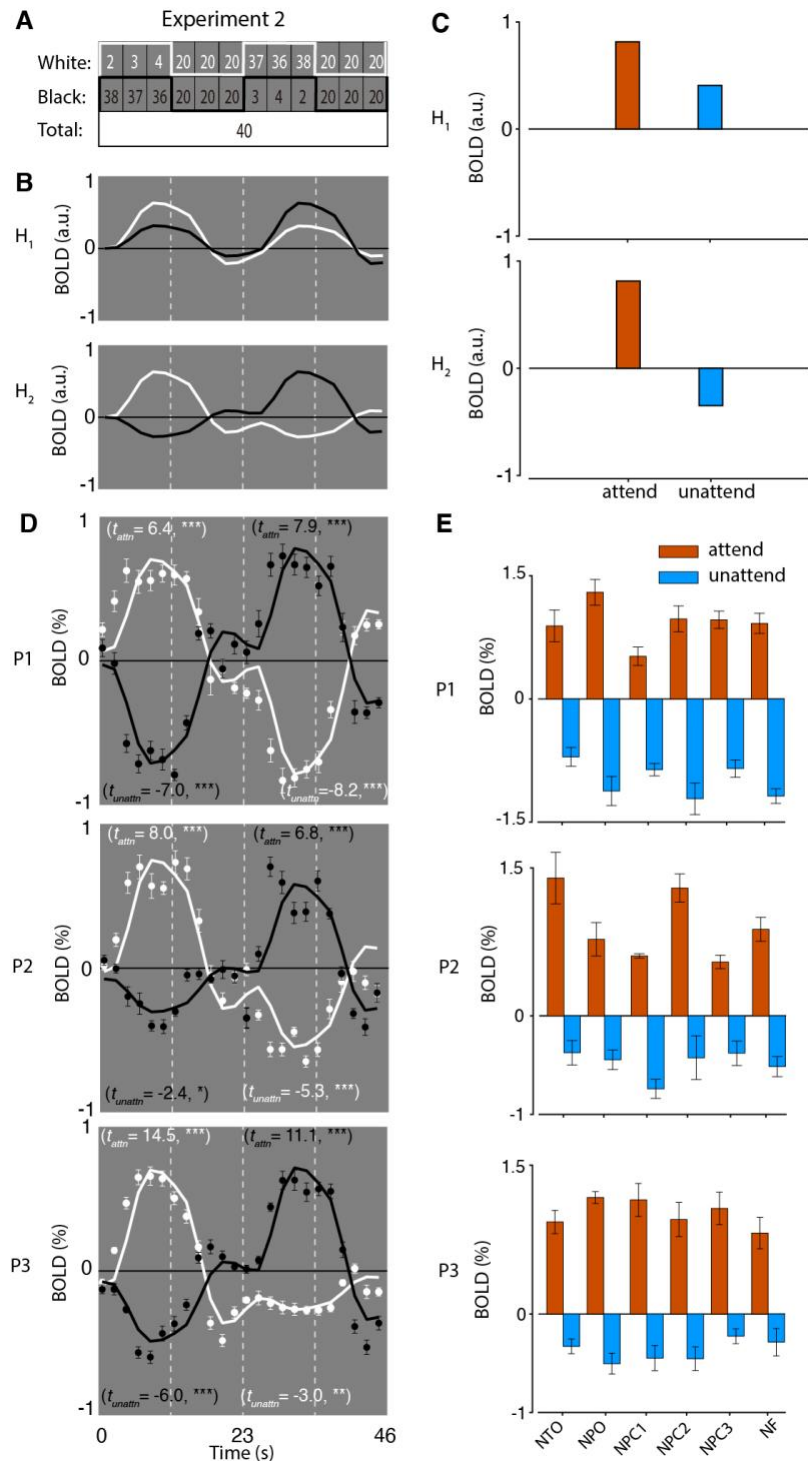 A
Experiment 2
White: 2 3 4 20 20 20 37 36 38 20 20 20
Black: 38 37 36 20 20 20 3 4 2 20 20 20
Total: 40
B
H1
BOLD (a.u.)
1
0
-1
H2
BOLD (a.u.)
1
0
-1
C
H1
BOLD (a.u.)
1
0
-1
H2
BOLD (a.u.)
1
0
-1
attend unattend
D
P1
BOLD (%)
1
0
-1
(tattn= 6.4, ***) (tattn= 7.9, ***)
(tunattn= -7.0, ***) (tunattn=-8.2,***)
P2
BOLD (%)
1
0
-1
(tattn= 8.0, ***) (tattn= 6.8, ***)
(tunattn= -2.4, *) (tunattn= -5.3, ***)
P3
BOLD (%)
1
0
-1
(tattn= 14.5, ***) (tattn= 11.1, ***)
(tunattn= -6.0, ***) (tunattn= -3.0, **)
0 23 46
Time (s)
E
attend
unattend
P1
BOLD (%)
1.5
0
-1.5
P2
BOLD (%)
1.5
0
-1
P3
BOLD (%)
1.5
0
-1
NTO NPO NPC1 NPC2 NPC3 NF